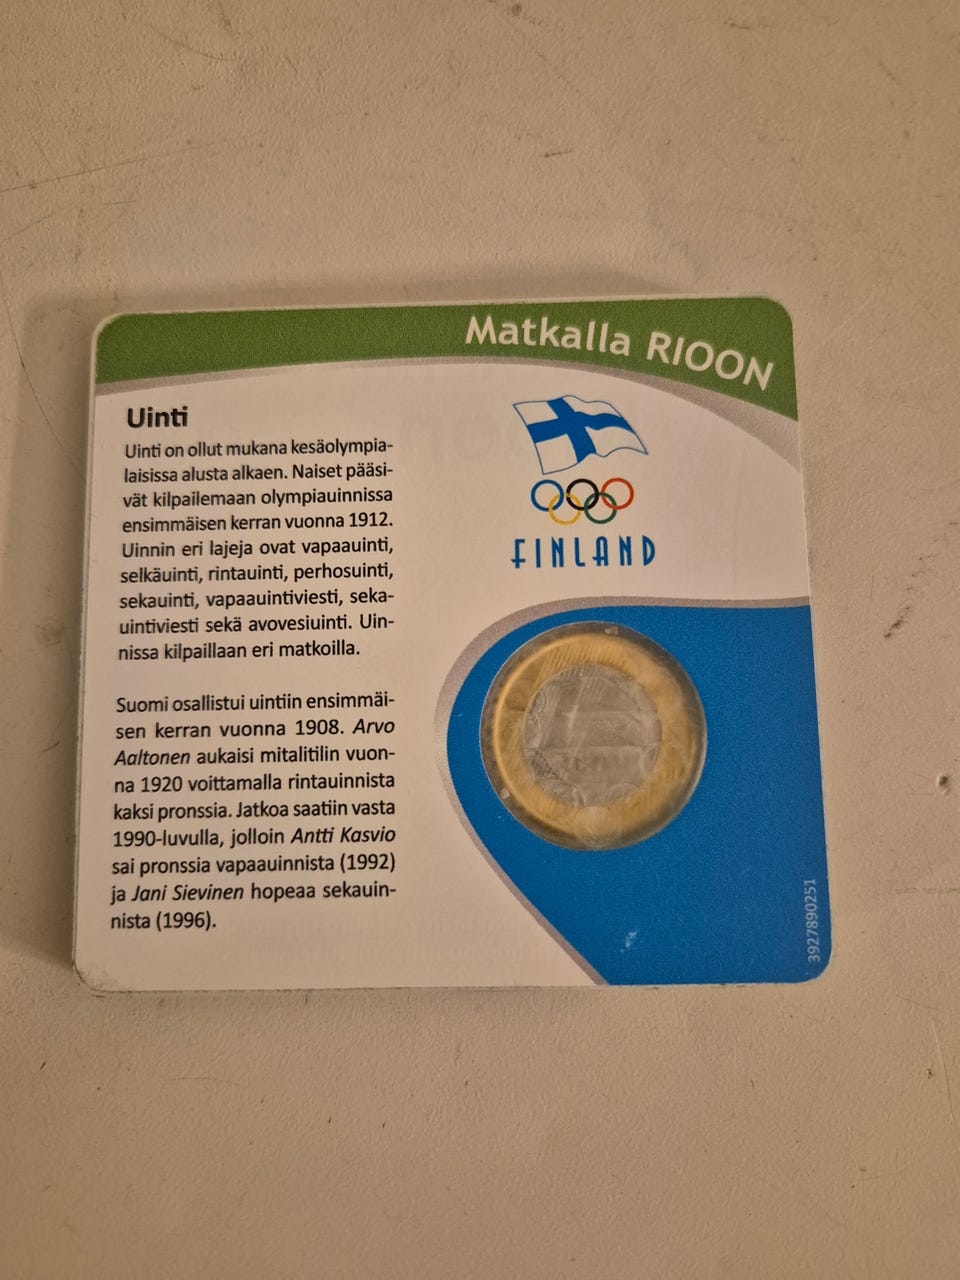 Matkalla RIOON
Uinti
Uinti on ollut mukana kesäolympia-
laisissa alusta alkaen. Naiset pääsi-
vät kilpailemaan olympiauinnissa
ensimmäisen kerran vuonna 1912.
Uinnin eri lajeja ovat vapaauinti,
selkäuinti, rintauinti, perhosuinti,
sekauinti, vapaauintiviesti, seka-
uintiviesti sekä avovesiuinti. Uin-
nissa kilpaillaan eri matkoilla.
Suomi osallistui uintiin ensimmäi-
sen kerran vuonna 1908. Arvo
Aaltonen aukaisi mitalitilin vuon-
na 1920 voittamalla rintauinnista
kaksi pronssia. Jatkoa saatiin vasta
1990-luvulla, jolloin Antti Kasvio
sai pronssia vapaauinnista (1992)
ja Jani Sievinen hopeaa sekauin-
nista (1996).
FINLAND
3927890251